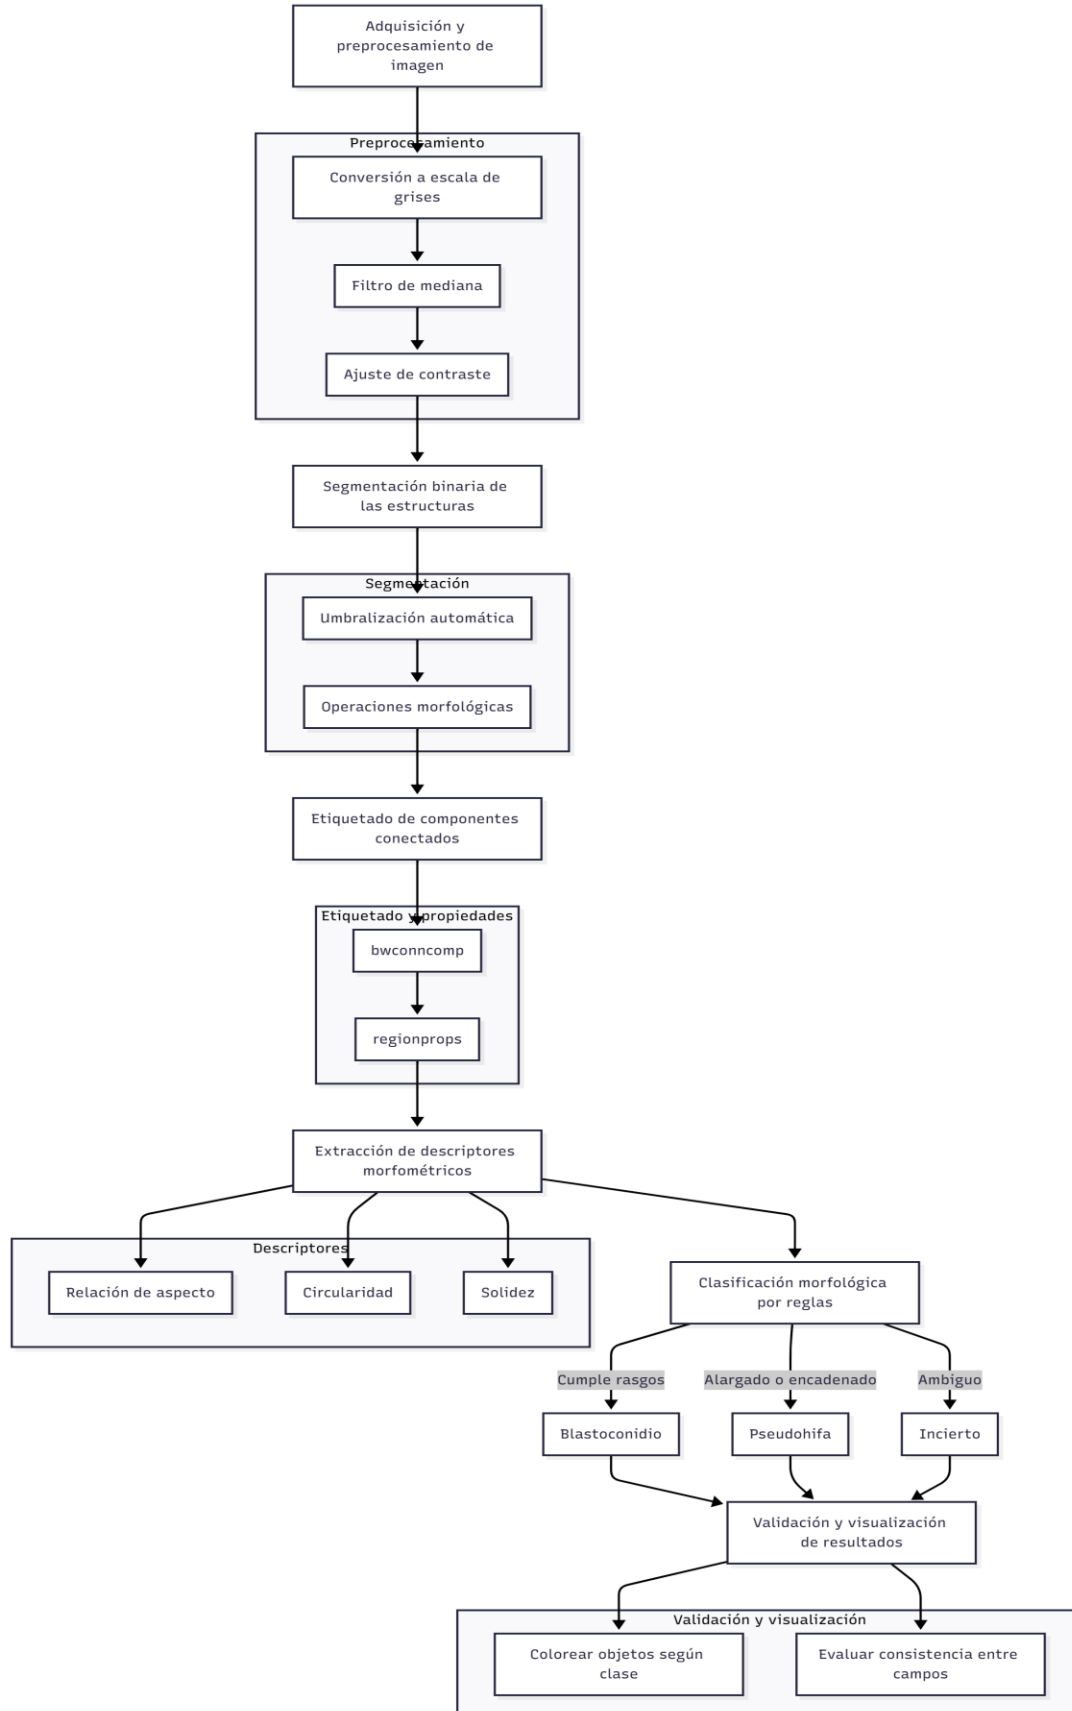 Adquisición y
preprocesamiento de
imagen
Preprocesamiento
Conversión a escala de
grises
Filtro de mediana
Ajuste de contraste
Segmentación binaria de
las estructuras
Segmentación
Umbralización automática
Operaciones morfológicas
Etiquetado de componentes
conectados
Etiquetado y propiedades
bwconncomp
regionprops
Extracción de descriptores
morfométricos
Descriptores
Relación de aspecto
Circularidad
Solidez
Clasificación morfológica
por reglas
Cumple rasgos
Alargado o encadenado
Ambiguo
Blastoconidio
Pseudohifa
Incierto
Validación y visualización
de resultados
Validación y visualización
Colorear objetos según
clase
Evaluar consistencia entre
campos